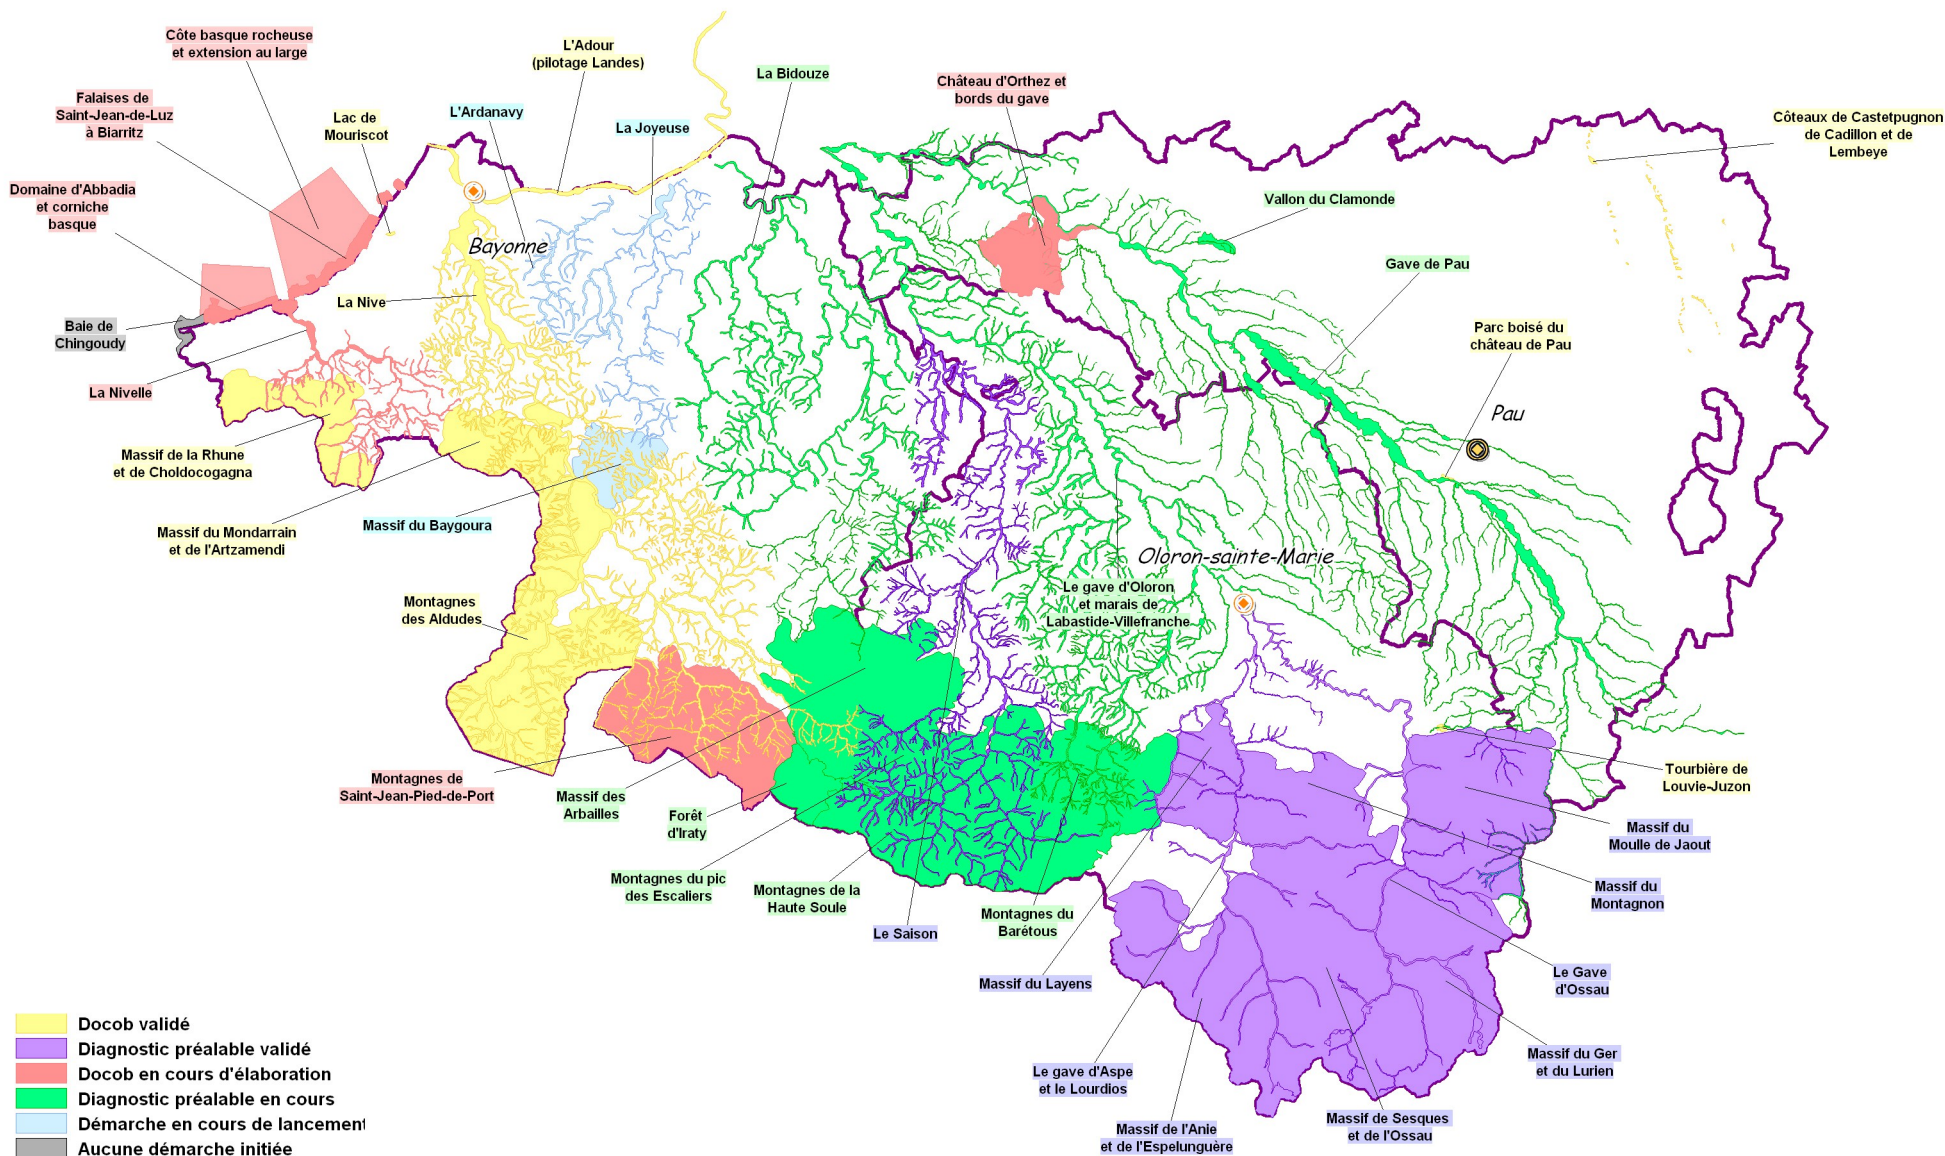 Côte basque rocheuse
et extension au large
L'Adour
(pilotage Landes)
La Bidouze
Château d'Orthez et
bords du gave
Falaises de
Saint-Jean-de-Luz
à Biarritz
Lac de
Mouriscot
L'Ardanavy
La Joyeuse
Côteaux de Castetpugnon
de Cadillon et de
Lembeye
Domaine d'Abbadia
et corniche
basque
Vallon du Clamonde
Bayonne
Gave de Pau
La Nive
Baie de
Chingoudy
Parc boisé du
château de Pau
La Nivelle
Pau
Massif de la Rhune
et de Choldocogagna
Massif du Mondarrain
et de l'Artzamendi
Massif du Baygoura
Oloron-sainte-Marie
Le gave d'Oloron
et marais de
Labastide-Villefranche
Montagnes
des Aldudes
Montagnes de
Saint-Jean-Pied-de-Port
Massif des
Arbailles
Forêt
d'Iraty
Tourbière de
Louvie-Juzon
Massif du
Moulle de Jaout
Montagnes du pic
des Escaliers
Montagnes de la
Haute Soule
Montagnes du
Barétous
Massif du
Montagnon
Le Saison
Massif du Layens
Le Gave
d'Ossau
Massif du Ger
et du Lurien
Le gave d'Aspe
et le Lourdios
Massif de l'Anie
et de l'Espelunguère
Massif de Sesques
et de l'Ossau
Docob validé
Diagnostic préalable validé
Docob en cours d'élaboration
Diagnostic préalable en cours
Démarche en cours de lancement
Aucune démarche initiée